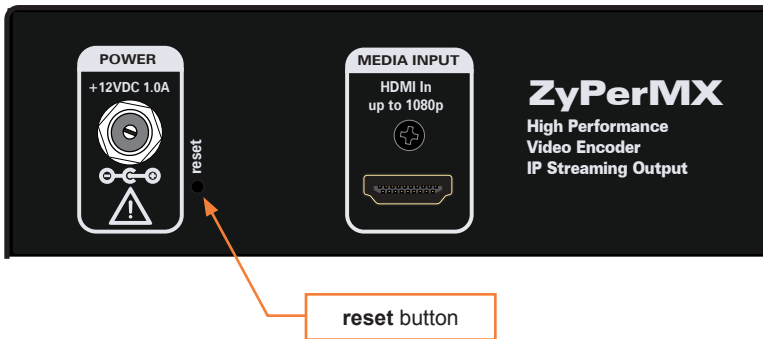 POWER
+12VDC 1.0A
reset
MEDIA INPUT
HDMI In
up to 1080p
ZyPerMX
High Performance
Video Encoder
IP Streaming Output
reset button